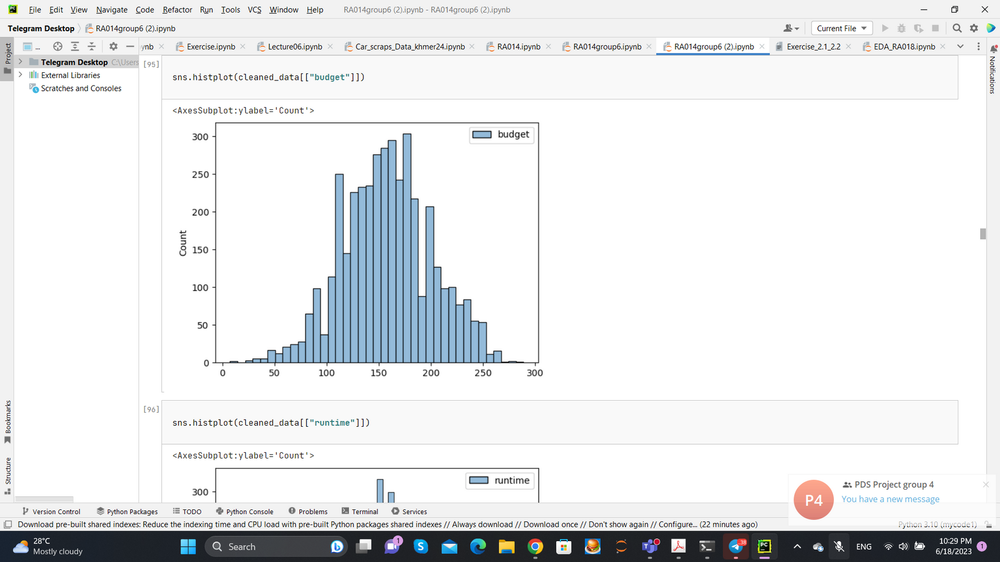 File Edit View Navigate Code Refactor Run Tools VCS Window Help RA014group6 (2).ipynb - RA014group6 (2).ipynb
Telegram Desktop RA014group6 (2).ipynb Current File
... ynb Exercise.ipynb Lecture06.ipynb Car_scraps_Data_khmer24.ipynb RA014.ipynb RA014group6.ipynb RA014group6 (2).ipynb Exercise_2.1_2.2 EDA_RA018.ipynb
Project
Notifications
Telegram Desktop C:\Users
External Libraries
Scratches and Consoles
[95]
sns.histplot(cleaned_data[["budget"]])
<AxesSubplot:ylabel='Count'>
budget
300
250
200
150
100
50
0
Count
0 50 100 150 200 250 300
[96]
sns.histplot(cleaned_data[["runtime"]])
<AxesSubplot:ylabel='Count'>
runtime
300
Bookmarks
Structure
P4
PDS Project group 4
You have a new message
Version Control Python Packages TODO Python Console Problems Terminal Services
Download pre-built shared indexes: Reduce the indexing time and CPU load with pre-built Python packages shared indexes // Always download // Download once // Don't show again // Configure... (22 minutes ago) Python 3.10 (mycode1)
28°C
Mostly cloudy
Search
1
38
PC
ENG
10:29 PM
6/18/2023
1